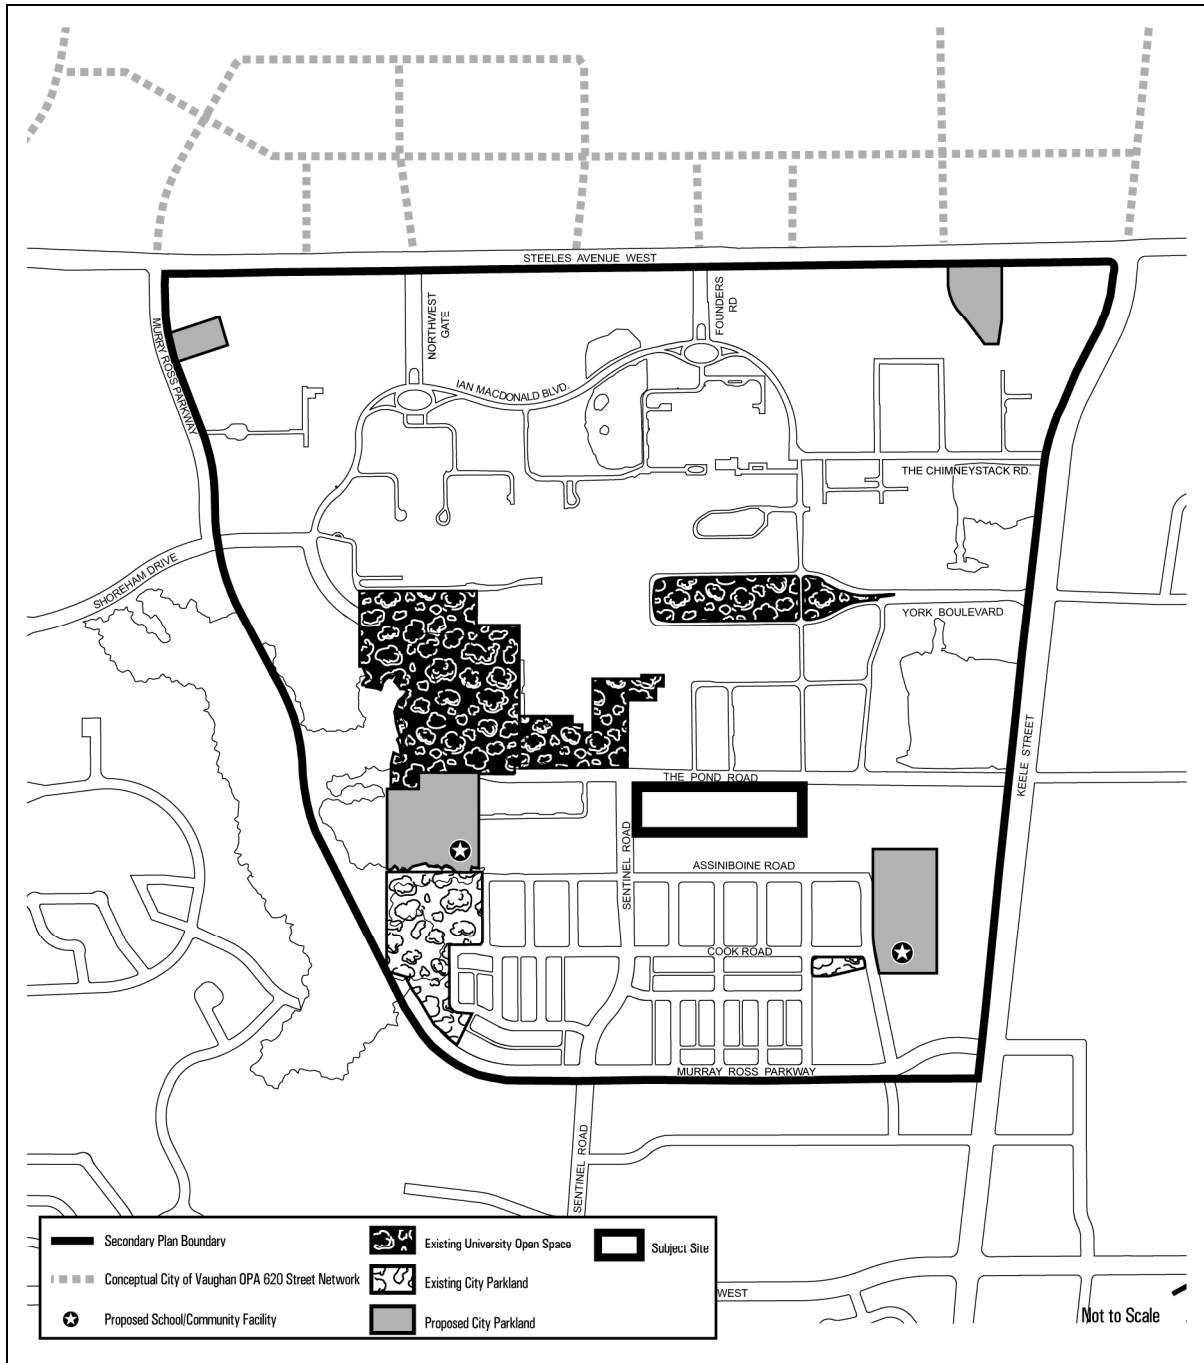 STEELES AVENUE WEST
NORTHWEST
GATE
FOUNDERS
RD
MURRY ROSS PARKWAY
IAN MACDONALD BLVD.
THE CHIMNEYSTACK RD.
SHOREHAM DRIVE
YORK BOULEVARD
KEELE STREET
THE POND ROAD
SENTINEL ROAD
ASSINIBOINE ROAD
COOK ROAD
MURRAY ROSS PARKWAY
SENTINEL ROAD
Secondary Plan Boundary
Existing University Open Space
Subject Site
Conceptual City of Vaughan OPA 620 Street Network
Existing City Parkland
WEST
Proposed School/Community Facility
Proposed City Parkland
Not to Scale